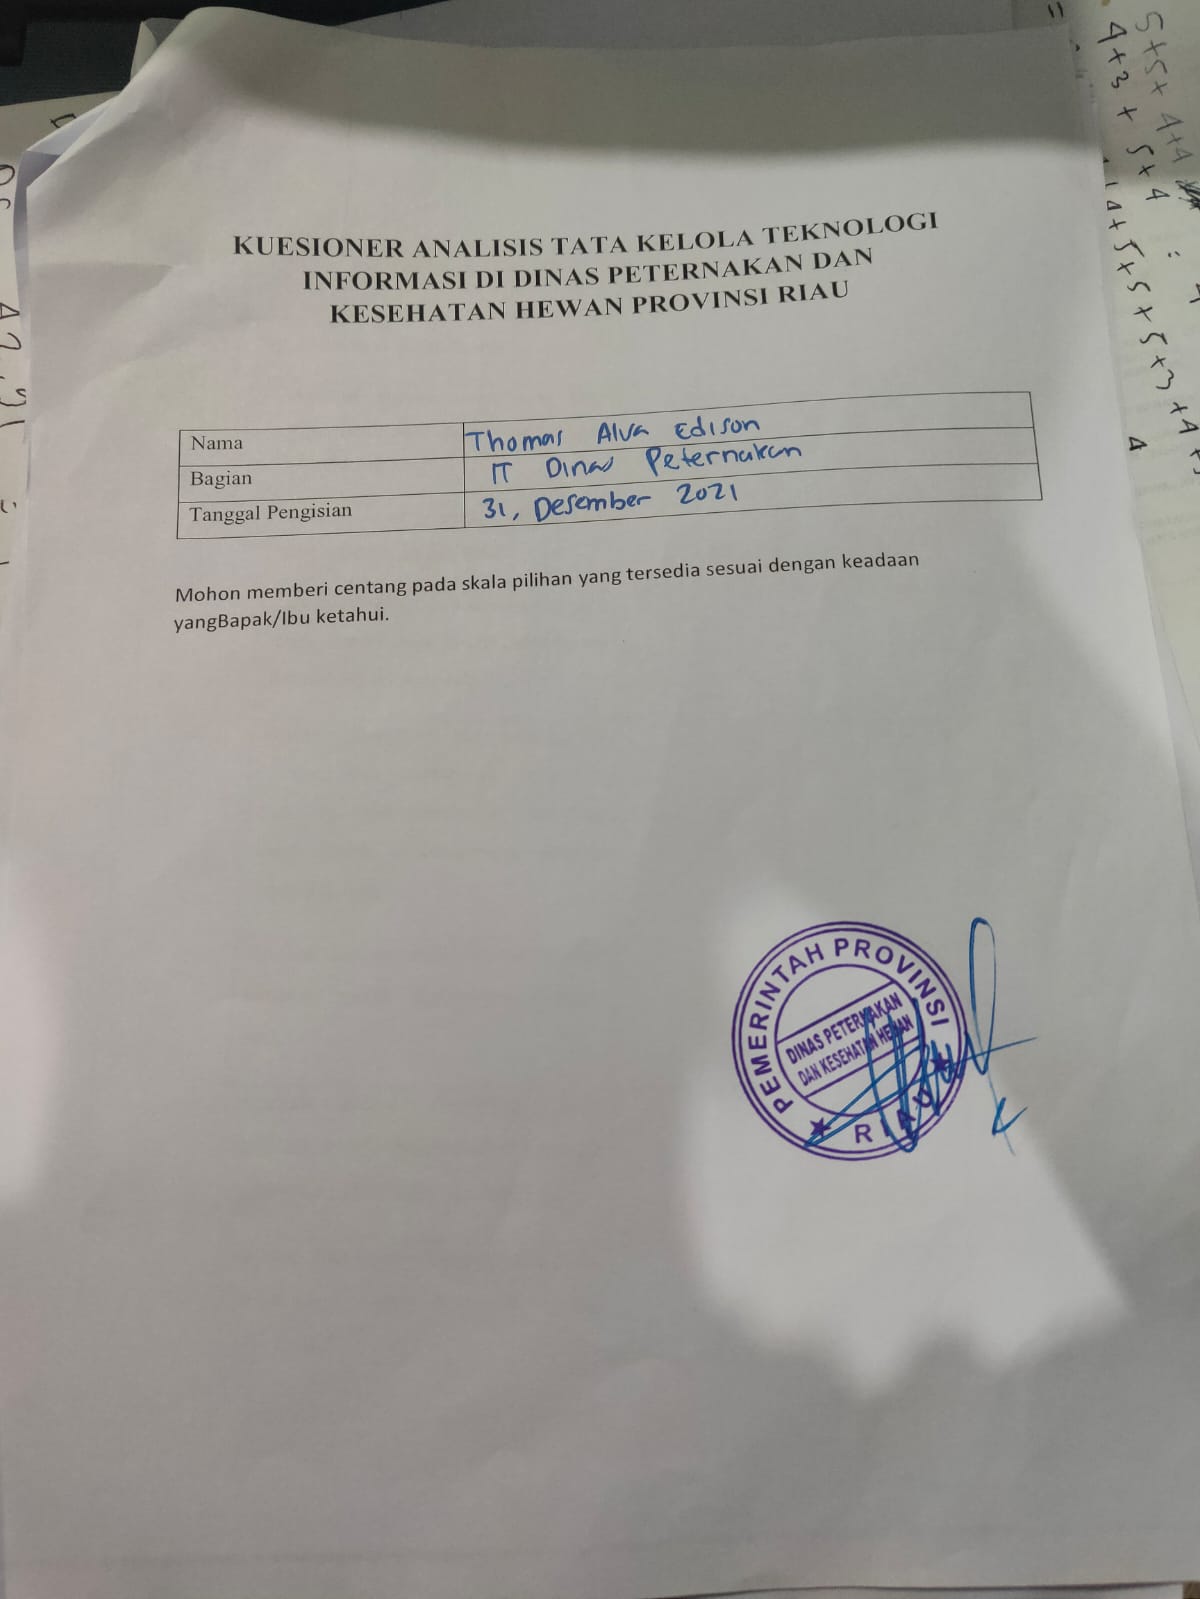 KUESIONER ANALISIS TATA KELOLA TEKNOLOGI
INFORMASI DI DINAS PETERNAKAN DAN
KESEHATAN HEWAN PROVINSI RIAU
Nama Thomas Alva Edison
Bagian IT Dinas Peternakan
Tanggal Pengisian 31, Desember 2021
Mohon memberi centang pada skala pilihan yang tersedia sesuai dengan keadaan
yangBapak/Ibu ketahui.
PEMERINTAH PROVINSI
DINAS PETERNAKAN
DAN KESEHATAN HEWAN
RIAU
5+5+4+4
4+3+5+4
4+5+5+5+3+4+
4